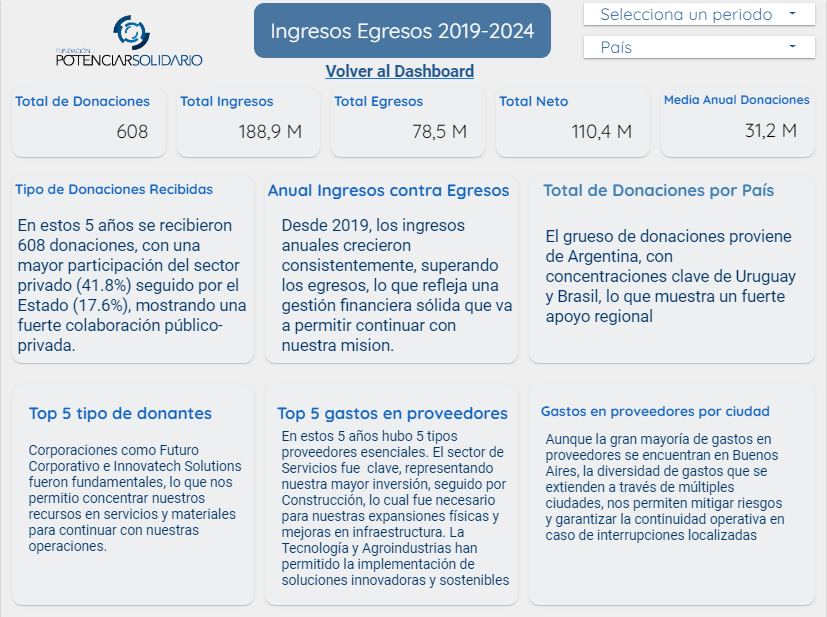 FUNDACIÓN
POTENCIARSOLIDARIO
Ingresos Egresos 2019-2024
Selecciona un periodo
País
Volver al Dashboard
Total de Donaciones
608
Total Ingresos
188,9 M
Total Egresos
78,5 M
Total Neto
110,4 M
Media Anual Donaciones
31,2 M
Tipo de Donaciones Recibidas
En estos 5 años se recibieron
608 donaciones, con una
mayor participación del sector
privado (41.8%) seguido por el
Estado (17.6%), mostrando una
fuerte colaboración público-
privada.
Anual Ingresos contra Egresos
Desde 2019, los ingresos
anuales crecieron
consistentemente, superando
los egresos, lo que refleja una
gestión financiera sólida que va
a permitir continuar con
nuestra mision.
Total de Donaciones por País
El grueso de donaciones proviene
de Argentina, con
concentraciones clave de Uruguay
y Brasil, lo que muestra un fuerte
apoyo regional
Top 5 tipo de donantes
Corporaciones como Futuro
Corporativo e Innovatech Solutions
fueron fundamentales, lo que nos
permitio concentrar nuestros
recursos en servicios y materiales
para continuar con nuestras
operaciones.
Top 5 gastos en proveedores
En estos 5 años hubo 5 tipos
proveedores esenciales. El sector de
Servicios fue  clave, representando
nuestra mayor inversión, seguido por
Construcción, lo cual fue necesario
para nuestras expansiones físicas y
mejoras en infraestructura. La
Tecnología y Agroindustrias han
permitido la implementación de
soluciones innovadoras y sostenibles
Gastos en proveedores por ciudad
Aunque la gran mayoría de gastos en
proveedores se encuentran en Buenos
Aires, la diversidad de gastos que se
extienden a través de múltiples
ciudades, nos permiten mitigar riesgos
y garantizar la continuidad operativa en
caso de interrupciones localizadas